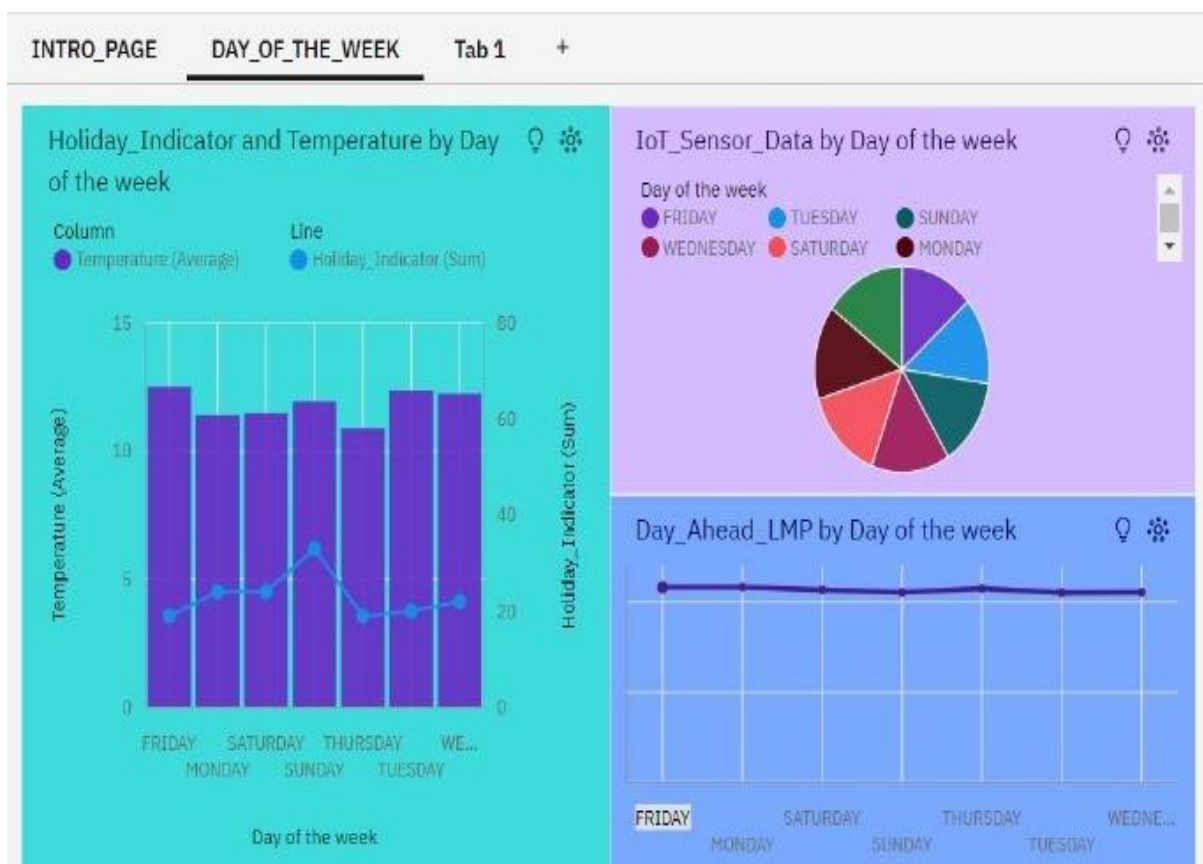 INTRO_PAGE DAY_OF_THE_WEEK Tab 1 +
Holiday_Indicator and Temperature by Day
of the week
Column Line
Temperature (Average) Holiday_Indicator (Sum)
15 80
10 60
40
5 20
0 0
Temperature (Average)
Holiday_Indicator (Sum)
FRIDAY SATURDAY THURSDAY WE...
MONDAY SUNDAY TUESDAY
Day of the week
IoT_Sensor_Data by Day of the week
Day of the week
FRIDAY TUESDAY SUNDAY
WEDNESDAY SATURDAY MONDAY
Day_Ahead_LMP by Day of the week
FRIDAY SATURDAY THURSDAY WEDNE...
MONDAY SUNDAY TUESDAY